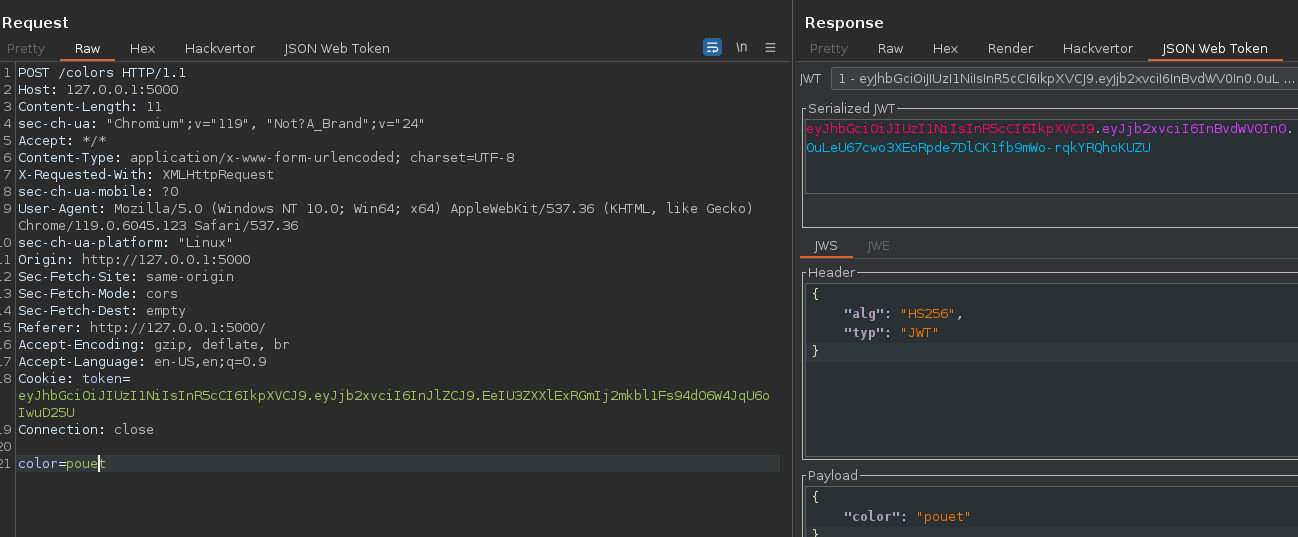 Request
Pretty Raw Hex Hackvertor JSON Web Token \n
1 POST /colors HTTP/1.1
2 Host: 127.0.0.1:5000
3 Content-Length: 11
4 sec-ch-ua: "Chromium";v="119", "Not?A_Brand";v="24"
5 Accept: */*
6 Content-Type: application/x-www-form-urlencoded; charset=UTF-8
7 X-Requested-With: XMLHttpRequest
8 sec-ch-ua-mobile: ?0
9 User-Agent: Mozilla/5.0 (Windows NT 10.0; Win64; x64) AppleWebKit/537.36 (KHTML, like Gecko)
Chrome/119.0.6045.123 Safari/537.36
10 sec-ch-ua-platform: "Linux"
11 Origin: http://127.0.0.1:5000
12 Sec-Fetch-Site: same-origin
13 Sec-Fetch-Mode: cors
14 Sec-Fetch-Dest: empty
15 Referer: http://127.0.0.1:5000/
16 Accept-Encoding: gzip, deflate, br
17 Accept-Language: en-US,en;q=0.9
18 Cookie: token=
eyJhbGciOiJIUzI1NiIsInR5cCI6IkpXVCJ9.eyJjb2xvciI6InJlZCJ9.EeIU3ZXXlExRGmIj2mkbl1Fs94dO6W4JqU6o
IwuD25U
19 Connection: close
20
21 color=pouet
Response
Pretty Raw Hex Render Hackvertor JSON Web Token
JWT 1 - eyJhbGciOiJIUzI1NiIsInR5cCI6IkpXVCJ9.eyJjb2xvciI6InBvdWV0In0.0uL ...
Serialized JWT
eyJhbGciOiJIUzI1NiIsInR5cCI6IkpXVCJ9.eyJjb2xvciI6InBvdWV0In0.
0uLeU67cwo3XEoRpde7DlCK1fb9mWo-rqkYRQhoKUZU
JWS JWE
Header
{
"alg": "HS256",
"typ": "JWT"
}
Payload
{
"color": "pouet"
}